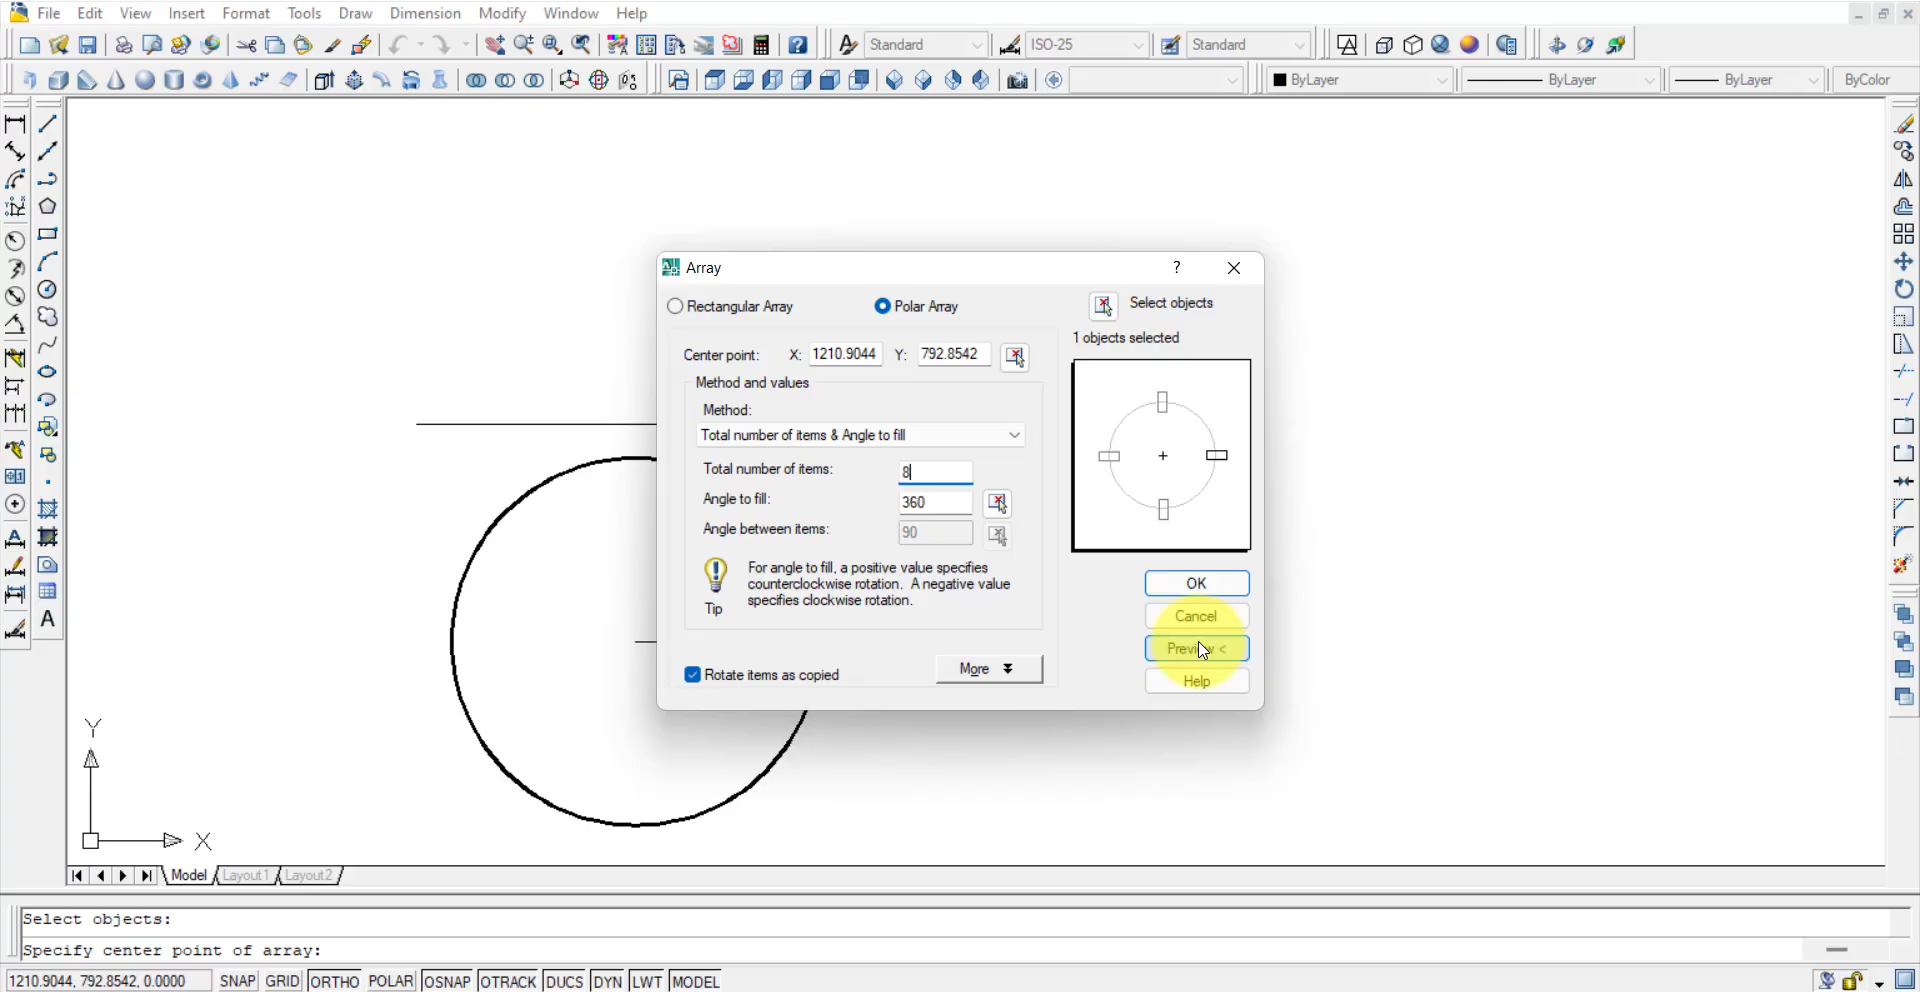 File Edit View Insert Format Tools Draw Dimension Modify Window Help
Standard ISO-25 Standard
ByLayer ByLayer ByLayer ByColor
Array ?
Rectangular Array Polar Array Select objects
1 objects selected
Center point: X: 1210.9044 Y: 792.8542
Method and values
Method:
Total number of items & Angle to fill
Total number of items: 8
Angle to fill: 360
Angle between items: 90
For angle to fill, a positive value specifies
counterclockwise rotation. A negative value
specifies clockwise rotation.
Tip
Rotate items as copied More
OK
Cancel
Preview <
Help
Y
X
A
Model Layout1 Layout2
Select objects:
Specify center point of array:
1210.9044, 792.8542, 0.0000 SNAP GRID ORTHO POLAR OSNAP OTRACK DUCS DYN LWT MODEL